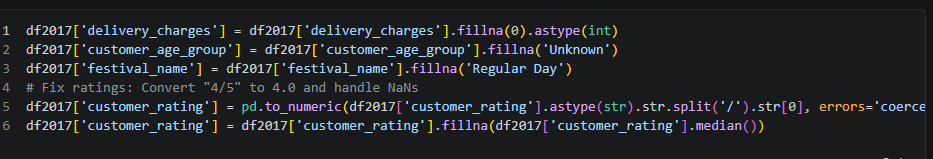 1 df2017['delivery_charges'] = df2017['delivery_charges'].fillna(0).astype(int)
2 df2017['customer_age_group'] = df2017['customer_age_group'].fillna('Unknown')
3 df2017['festival_name'] = df2017['festival_name'].fillna('Regular Day')
4 # Fix ratings: Convert "4/5" to 4.0 and handle NaNs
5 df2017['customer_rating'] = pd.to_numeric(df2017['customer_rating'].astype(str).str.split('/').str[0], errors='coerce
6 df2017['customer_rating'] = df2017['customer_rating'].fillna(df2017['customer_rating'].median())